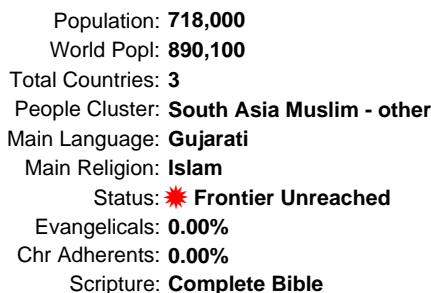 Population: 718,000
World Popl: 890,100
Total Countries: 3
People Cluster: South Asia Muslim - other
Main Language: Gujarati
Main Religion: Islam
Status: Frontier Unreached
Evangelicals: 0.00%
Chr Adherents: 0.00%
Scripture: Complete Bible